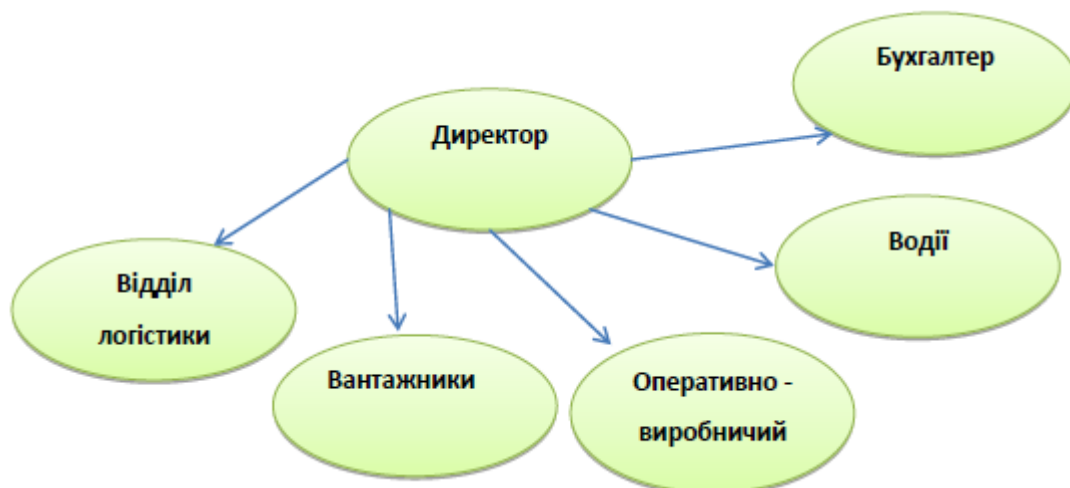 Бухгалтер
Директор
Водії
Відділ
логістики
Вантажники
Оперативно -
виробничий